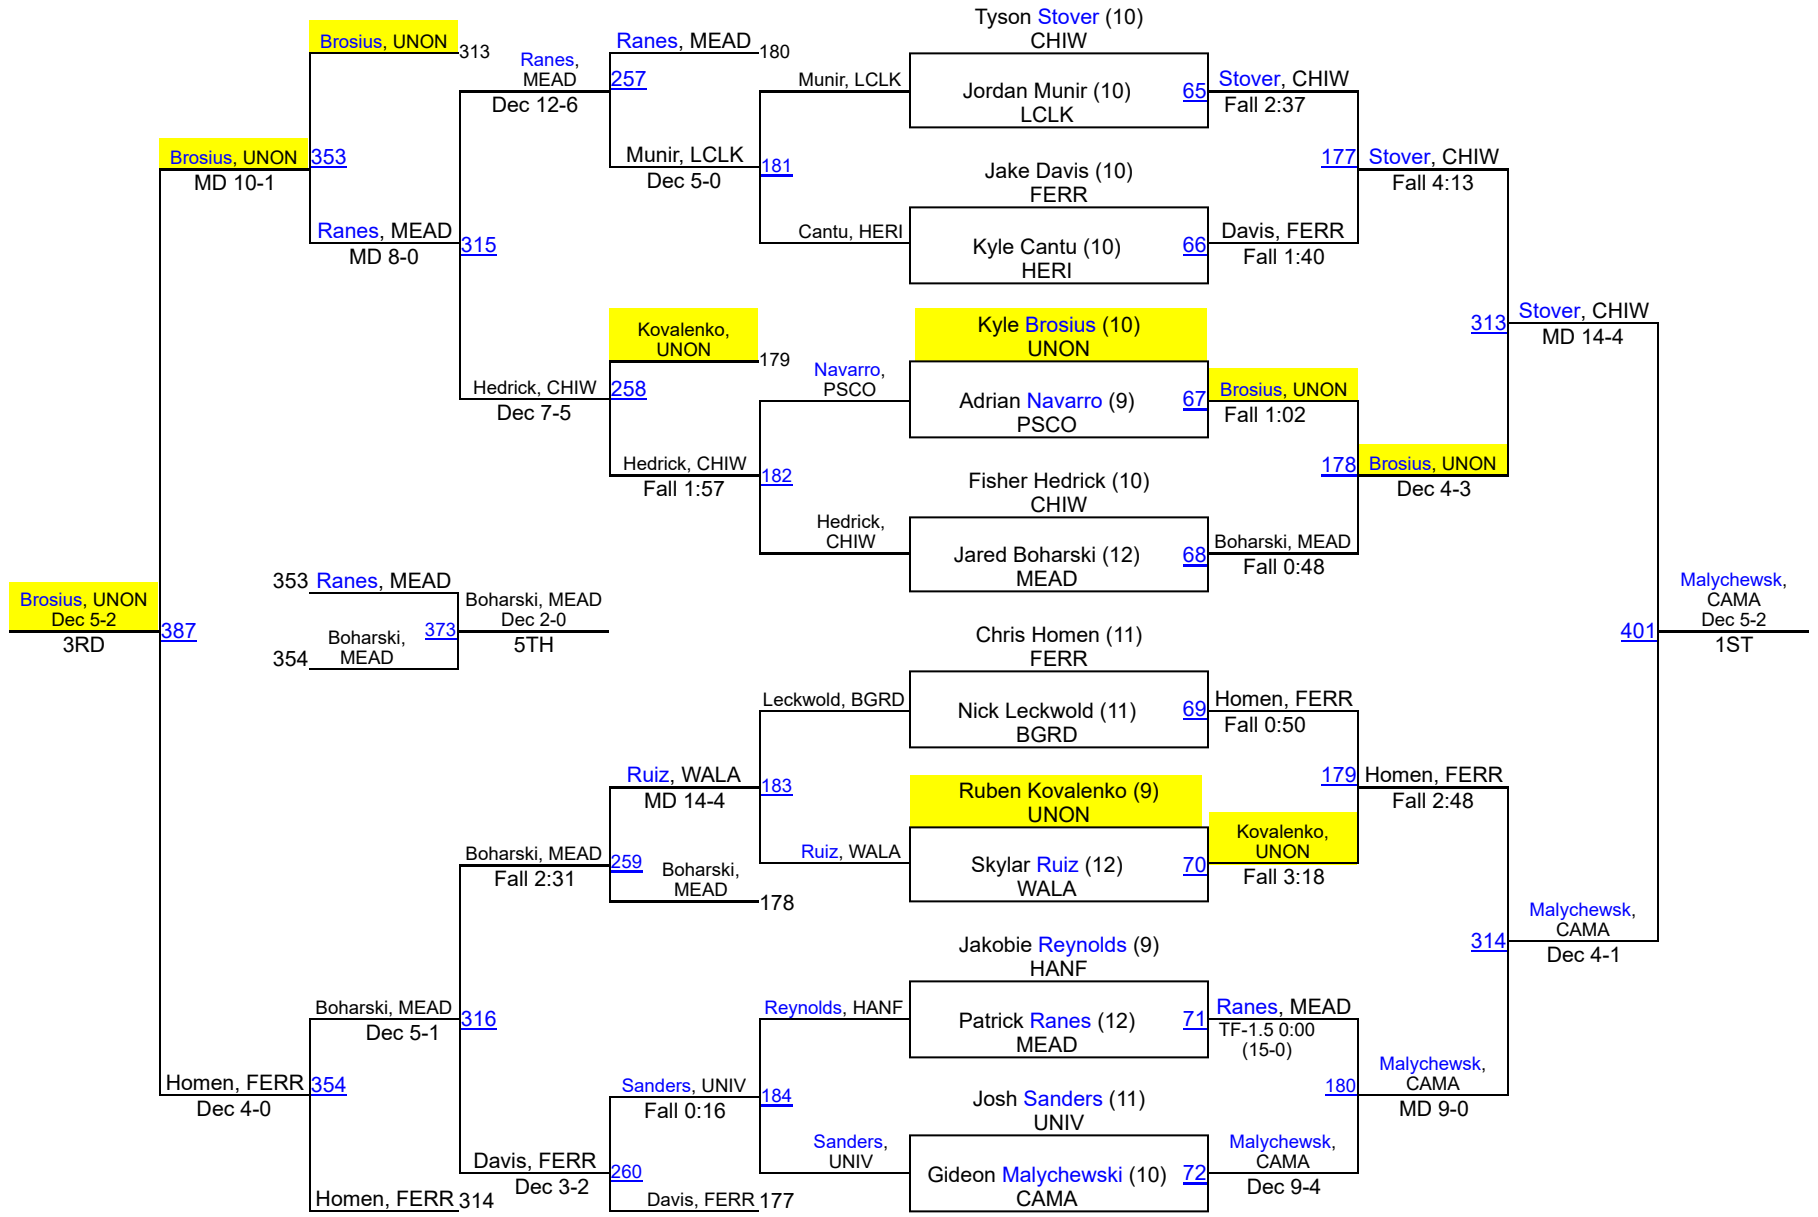 Brosius, UNON
313
Brosius, UNON
MD 10-1
353
Ranes, MEAD
MD 8-0
Ranes,
MEAD
Dec 12-6
315
Hedrick, CHIW
Dec 7-5
Ranes, MEAD
180
257
Munir, LCLK
Dec 5-0
Kovalenko,
UNON
179
258
Hedrick, CHIW
Fall 1:57
Munir, LCLK
181
Cantu, HERI
Navarro,
PSCO
182
Hedrick,
CHIW
Tyson Stover (10)
CHIW
Jordan Munir (10)
LCLK
65
Jake Davis (10)
FERR
Kyle Cantu (10)
HERI
66
Kyle Brosius (10)
UNON
Adrian Navarro (9)
PSCO
67
Fisher Hedrick (10)
CHIW
Jared Boharski (12)
MEAD
68
Stover, CHIW
Fall 2:37
177
Davis, FERR
Fall 1:40
Brosius, UNON
Fall 1:02
178
Boharski, MEAD
Fall 0:48
Stover, CHIW
Fall 4:13
313
Brosius, UNON
Dec 4-3
Stover, CHIW
MD 14-4
Brosius, UNON
Dec 5-2
3RD
387
353
Ranes, MEAD
373
354
Boharski,
MEAD
Boharski, MEAD
Dec 2-0
5TH
401
Malychewsk,
CAMA
Dec 5-2
1ST
Homen, FERR
Dec 4-0
354
Boharski, MEAD
Dec 5-1
Homen, FERR
314
Boharski, MEAD
Fall 2:31
316
Davis, FERR
Dec 3-2
Ruiz, WALA
MD 14-4
259
Boharski,
MEAD
178
Sanders, UNIV
Fall 0:16
260
Davis, FERR
177
Leckwold, BGRD
183
Ruiz, WALA
Reynolds, HANF
184
Sanders,
UNIV
Chris Homen (11)
FERR
Nick Leckwold (11)
BGRD
69
Ruben Kovalenko (9)
UNON
Skylar Ruiz (12)
WALA
70
Jakobie Reynolds (9)
HANF
Patrick Ranes (12)
MEAD
71
Josh Sanders (11)
UNIV
Gideon Malychewski (10)
CAMA
72
Homen, FERR
Fall 0:50
179
Kovalenko,
UNON
Fall 3:18
Ranes, MEAD
TF-1.5 0:00
(15-0)
180
Malychewsk,
CAMA
Dec 9-4
Homen, FERR
Fall 2:48
314
Malychewsk,
CAMA
MD 9-0
Malychewsk,
CAMA
Dec 4-1